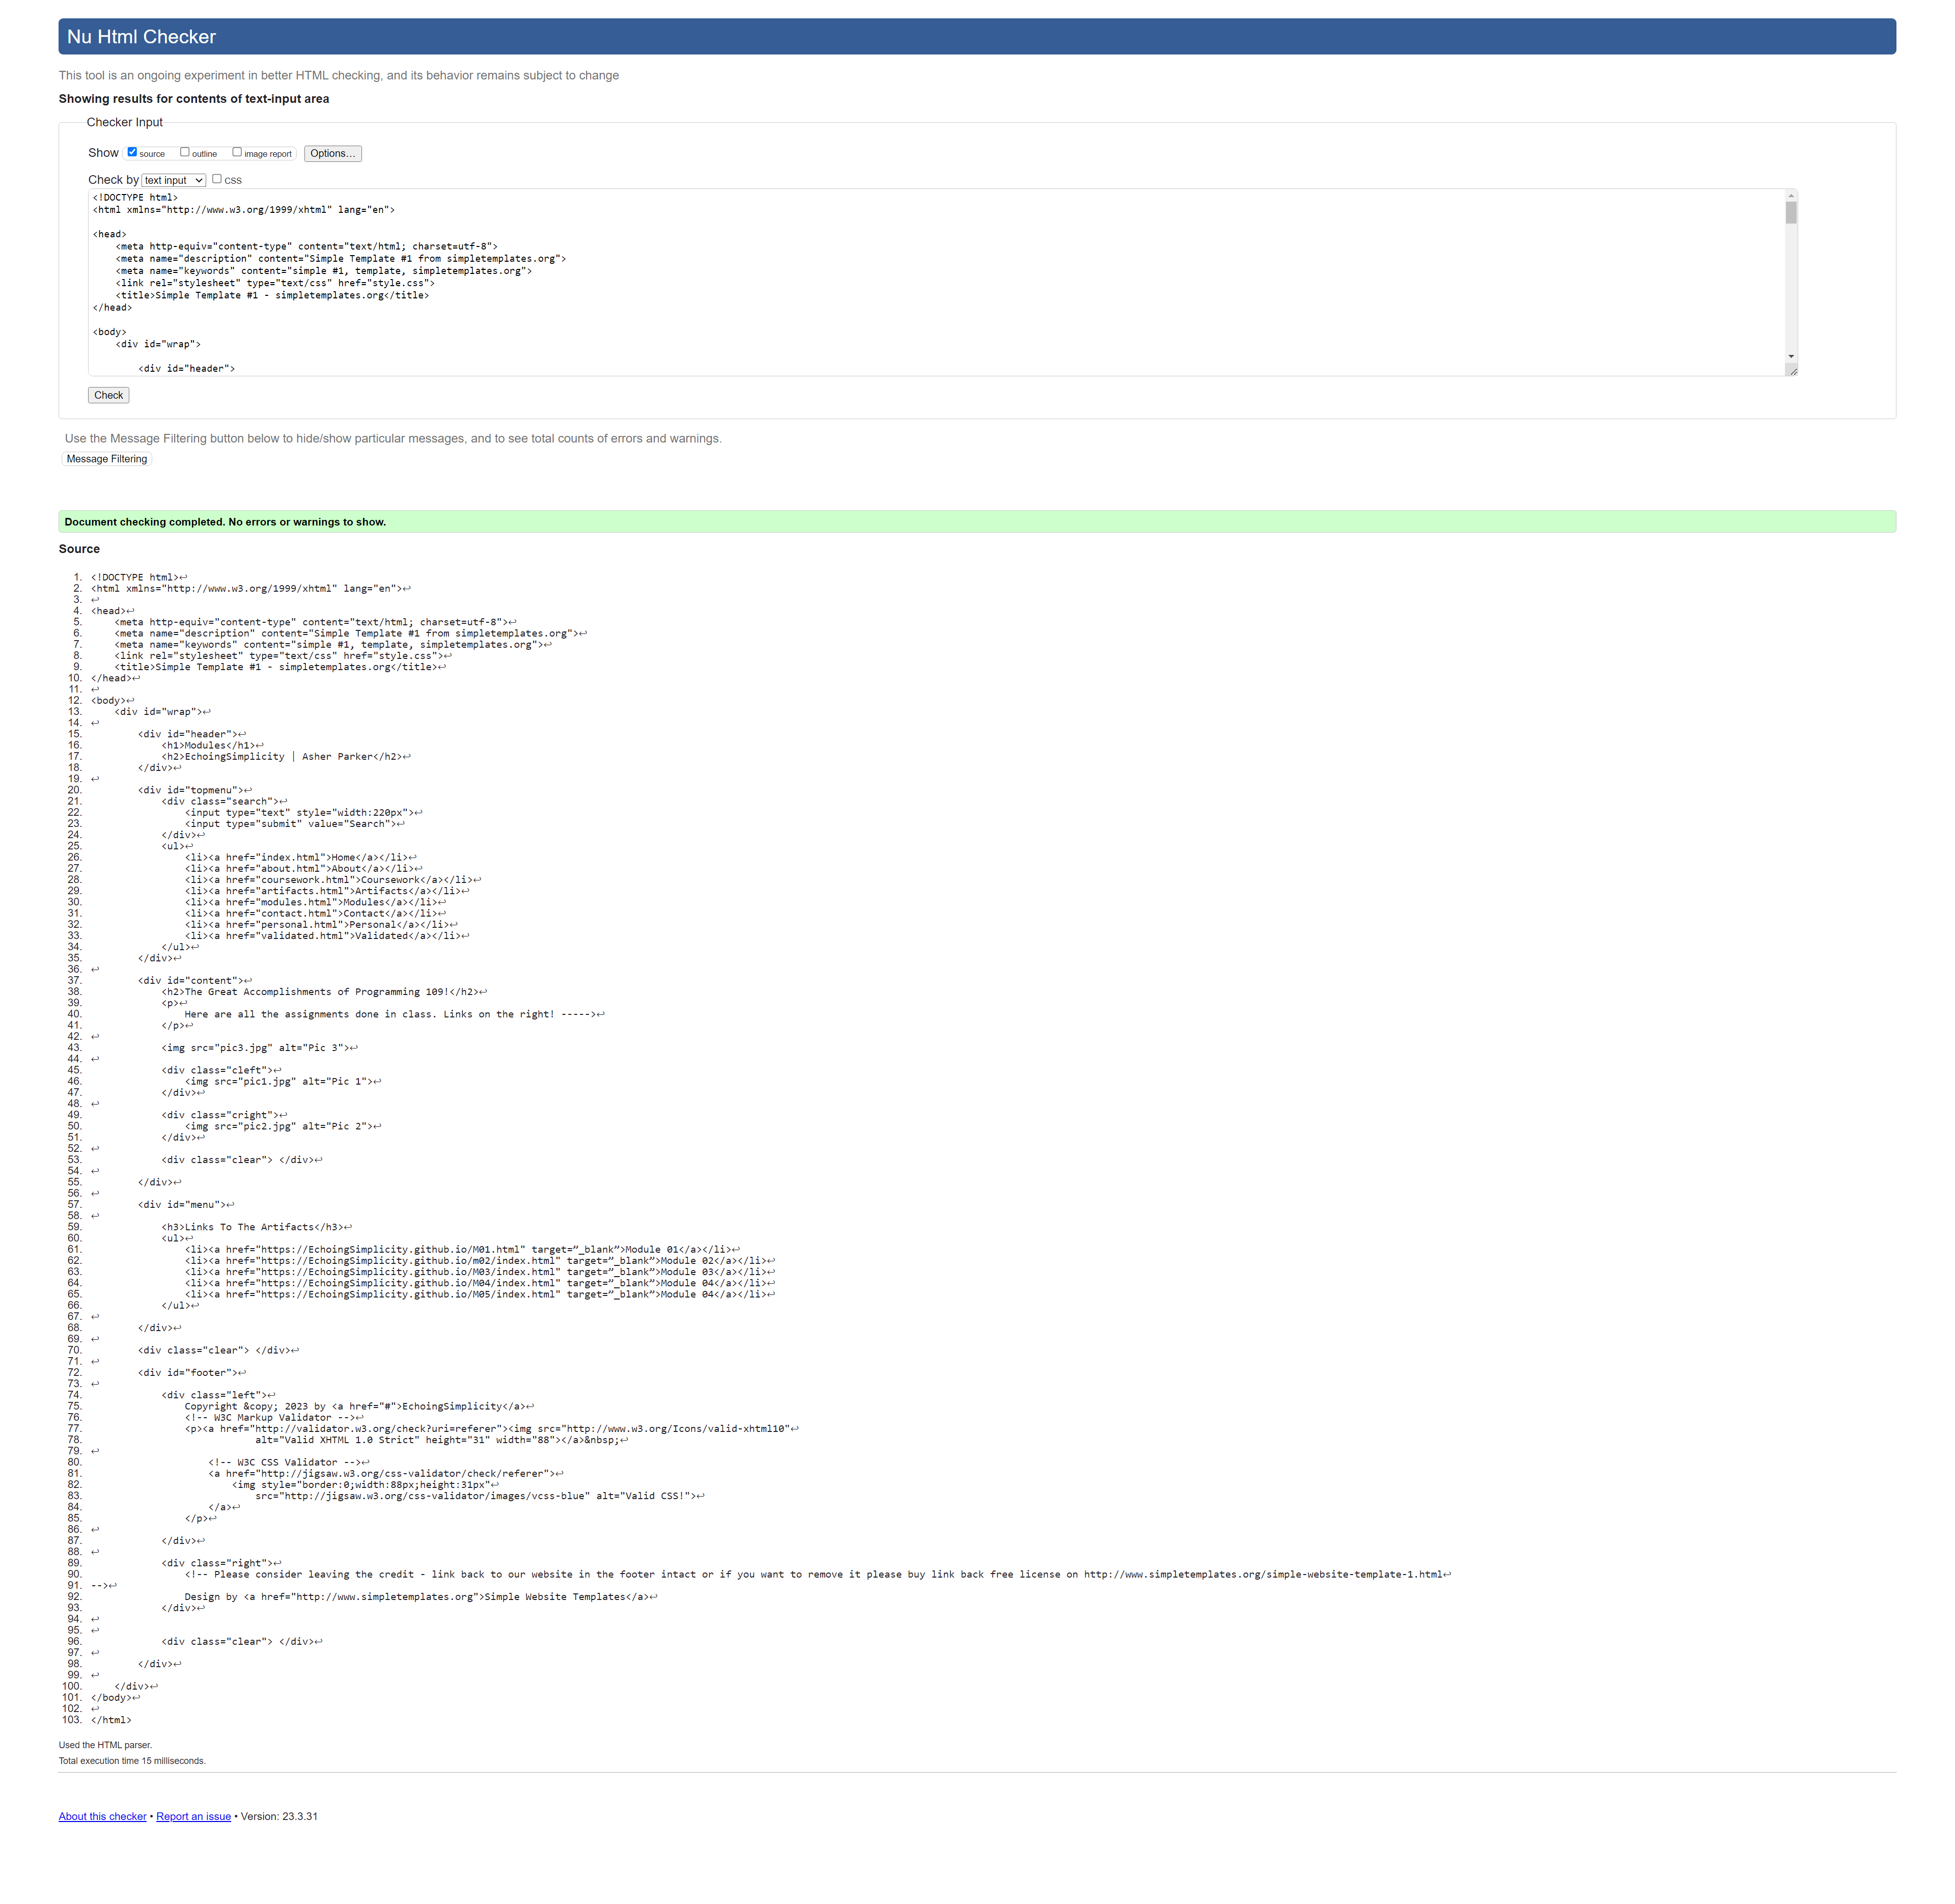 Nu Html Checker
This tool is an ongoing experiment in better HTML checking, and its behavior remains subject to change
Showing results for contents of text-input area
Checker Input
Show source outline image report Options...
Check by text input CSS
<!DOCTYPE html>
<html xmlns="http://www.w3.org/1999/xhtml" lang="en">
<head>
    <meta http-equiv="content-type" content="text/html; charset=utf-8">
    <meta name="description" content="Simple Template #1 from simpletemplates.org">
    <meta name="keywords" content="simple #1, template, simpletemplates.org">
    <link rel="stylesheet" type="text/css" href="style.css">
    <title>Simple Template #1 - simpletemplates.org</title>
</head>
<body>
    <div id="wrap">
        <div id="header">
Check
Use the Message Filtering button below to hide/show particular messages, and to see total counts of errors and warnings.
Message Filtering
Document checking completed. No errors or warnings to show.
Source
1. <!DOCTYPE html>↩
2. <html xmlns="http://www.w3.org/1999/xhtml" lang="en">↩
3. ↩
4. <head>↩
5.     <meta http-equiv="content-type" content="text/html; charset=utf-8">↩
6.     <meta name="description" content="Simple Template #1 from simpletemplates.org">↩
7.     <meta name="keywords" content="simple #1, template, simpletemplates.org">↩
8.     <link rel="stylesheet" type="text/css" href="style.css">↩
9.     <title>Simple Template #1 - simpletemplates.org</title>↩
10. </head>↩
11. ↩
12. <body>↩
13.     <div id="wrap">↩
14. ↩
15.         <div id="header">↩
16.             <h1>Modules</h1>↩
17.             <h2>EchoingSimplicity | Asher Parker</h2>↩
18.         </div>↩
19. ↩
20.         <div id="topmenu">↩
21.             <div class="search">↩
22.                 <input type="text" style="width:220px">↩
23.                 <input type="submit" value="Search">↩
24.             </div>↩
25.             <ul>↩
26.                 <li><a href="index.html">Home</a></li>↩
27.                 <li><a href="about.html">About</a></li>↩
28.                 <li><a href="coursework.html">Coursework</a></li>↩
29.                 <li><a href="artifacts.html">Artifacts</a></li>↩
30.                 <li><a href="modules.html">Modules</a></li>↩
31.                 <li><a href="contact.html">Contact</a></li>↩
32.                 <li><a href="personal.html">Personal</a></li>↩
33.                 <li><a href="validated.html">Validated</a></li>↩
34.             </ul>↩
35.         </div>↩
36. ↩
37.         <div id="content">↩
38.             <h2>The Great Accomplishments of Programming 109!</h2>↩
39.             <p>↩
40.                 Here are all the assignments done in class. Links on the right! ----->↩
41.             </p>↩
42. ↩
43.             <img src="pic3.jpg" alt="Pic 3">↩
44. ↩
45.             <div class="cleft">↩
46.                 <img src="pic1.jpg" alt="Pic 1">↩
47.             </div>↩
48. ↩
49.             <div class="cright">↩
50.                 <img src="pic2.jpg" alt="Pic 2">↩
51.             </div>↩
52. ↩
53.             <div class="clear"> </div>↩
54. ↩
55.         </div>↩
56. ↩
57.         <div id="menu">↩
58. ↩
59.             <h3>Links To The Artifacts</h3>↩
60.             <ul>↩
61.                 <li><a href="https://EchoingSimplicity.github.io/M01.html" target=”_blank”>Module 01</a></li>↩
62.                 <li><a href="https://EchoingSimplicity.github.io/m02/index.html" target=”_blank”>Module 02</a></li>↩
63.                 <li><a href="https://EchoingSimplicity.github.io/M03/index.html" target=”_blank”>Module 03</a></li>↩
64.                 <li><a href="https://EchoingSimplicity.github.io/M04/index.html" target=”_blank”>Module 04</a></li>↩
65.                 <li><a href="https://EchoingSimplicity.github.io/M05/index.html" target=”_blank”>Module 04</a></li>↩
66.             </ul>↩
67. ↩
68.         </div>↩
69. ↩
70.         <div class="clear"> </div>↩
71. ↩
72.         <div id="footer">↩
73. ↩
74.             <div class="left">↩
75.                 Copyright &copy; 2023 by <a href="#">EchoingSimplicity</a>↩
76.                 <!-- W3C Markup Validator -->↩
77.                 <p><a href="http://validator.w3.org/check?uri=referer"><img src="http://www.w3.org/Icons/valid-xhtml10"↩
78.                             alt="Valid XHTML 1.0 Strict" height="31" width="88"></a>&nbsp;↩
79. ↩
80.                     <!-- W3C CSS Validator -->↩
81.                     <a href="http://jigsaw.w3.org/css-validator/check/referer">↩
82.                         <img style="border:0;width:88px;height:31px"↩
83.                             src="http://jigsaw.w3.org/css-validator/images/vcss-blue" alt="Valid CSS!">↩
84.                     </a>↩
85.                 </p>↩
86. ↩
87.             </div>↩
88. ↩
89.             <div class="right">↩
90.                 <!-- Please consider leaving the credit - link back to our website in the footer intact or if you want to remove it please buy link back free license on http://www.simpletemplates.org/simple-website-template-1.html↩
91. -->↩
92.                 Design by <a href="http://www.simpletemplates.org">Simple Website Templates</a>↩
93.             </div>↩
94. ↩
95. ↩
96.             <div class="clear"> </div>↩
97. ↩
98.         </div>↩
99. ↩
100.     </div>↩
101. </body>↩
102. ↩
103. </html>
Used the HTML parser.
Total execution time 15 milliseconds.
About this checker • Report an issue • Version: 23.3.31